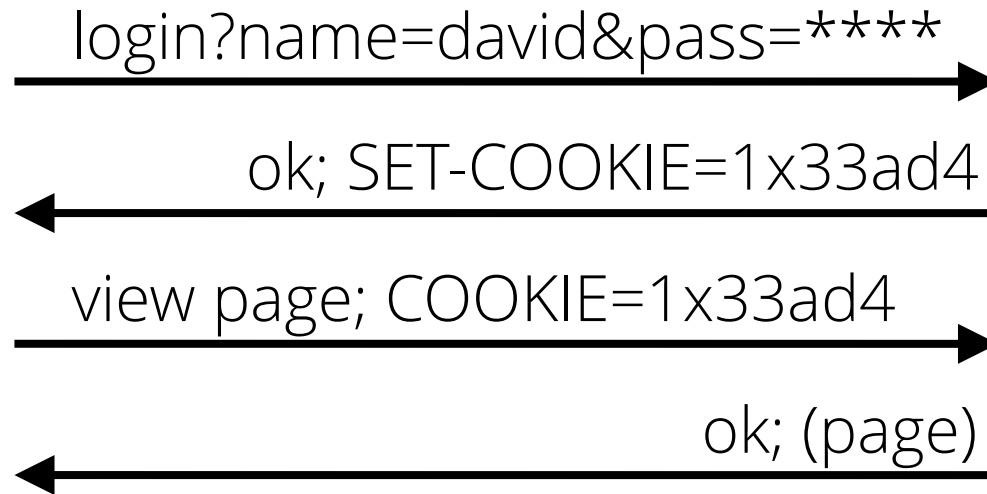 login?name=david&pass=****
ok; SET-COOKIE=1x33ad4
view page; COOKIE=1x33ad4
ok; (page)